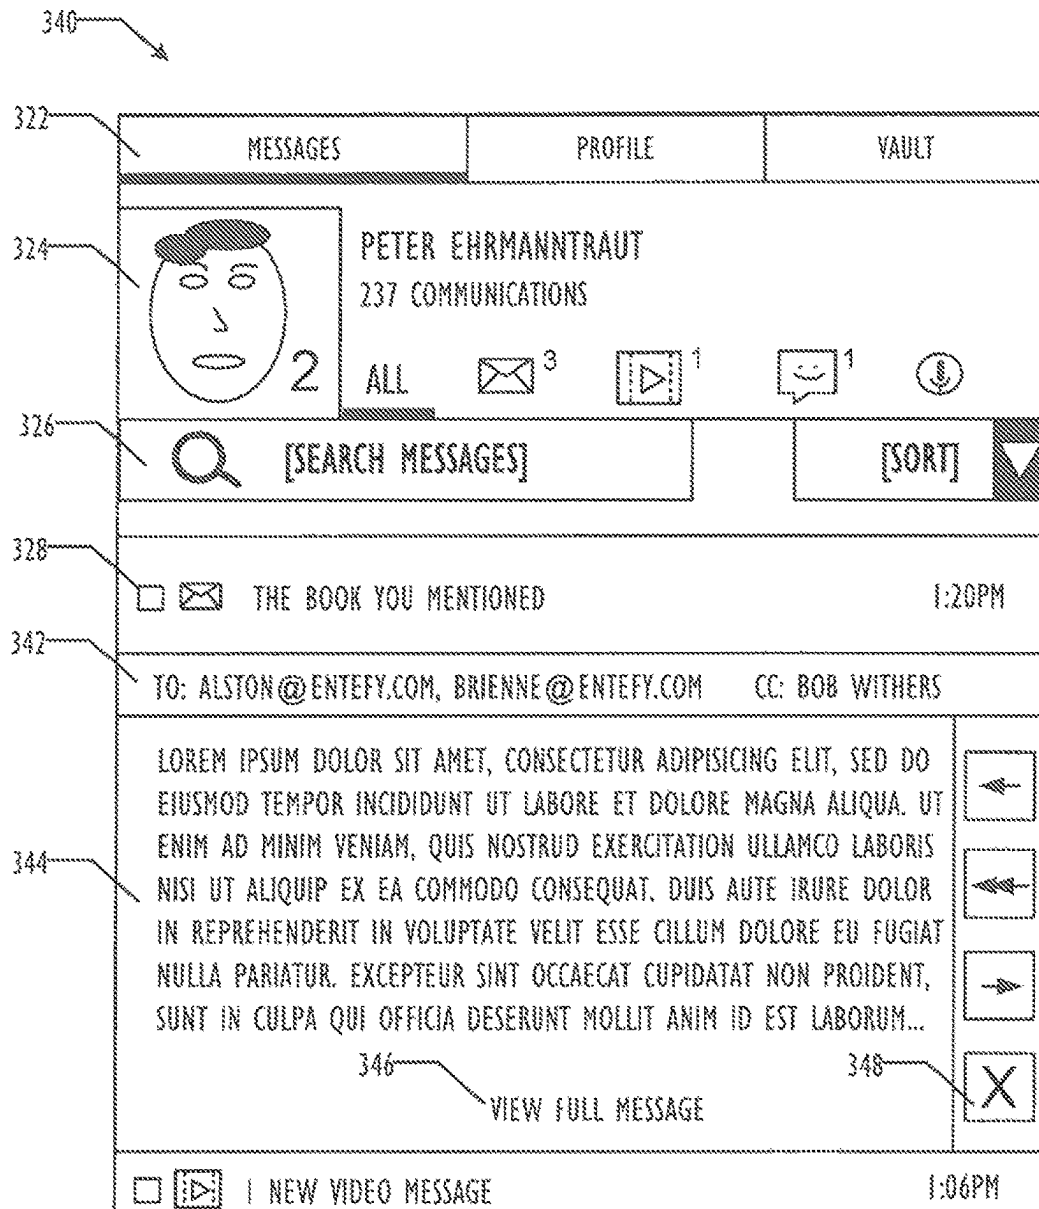 340
322
MESSAGES PROFILE VAULT
324
PETER EHRMANNTRAUT
237 COMMUNICATIONS
2 ALL 3 1 1
326
[SEARCH MESSAGES] [SORT]
328
THE BOOK YOU MENTIONED 1:20PM
342
TO: ALSTON@ENTEFY.COM, BRIENNE@ENTEFY.COM CC: BOB WITHERS
LOREM IPSUM DOLOR SIT AMET, CONSECTETUR ADIPISICING ELIT, SED DO
EIUSMOD TEMPOR INCIDIDUNT UT LABORE ET DOLORE MAGNA ALIQUA. UT
ENIM AD MINIM VENIAM, QUIS NOSTRUD EXERCITATION ULLAMCO LABORIS
344
NISI UT ALIQUIP EX EA COMMODO CONSEQUAT. DUIS AUTE IRURE DOLOR
IN REPREHENDERIT IN VOLUPTATE VELIT ESSE CILLUM DOLORE EU FUGIAT
NULLA PARIATUR. EXCEPTEUR SINT OCCAECAT CUPIDATAT NON PROIDENT,
SUNT IN CULPA QUI OFFICIA DESERUNT MOLLIT ANIM ID EST LABORUM...
346 348
VIEW FULL MESSAGE X
1 NEW VIDEO MESSAGE 1:06PM